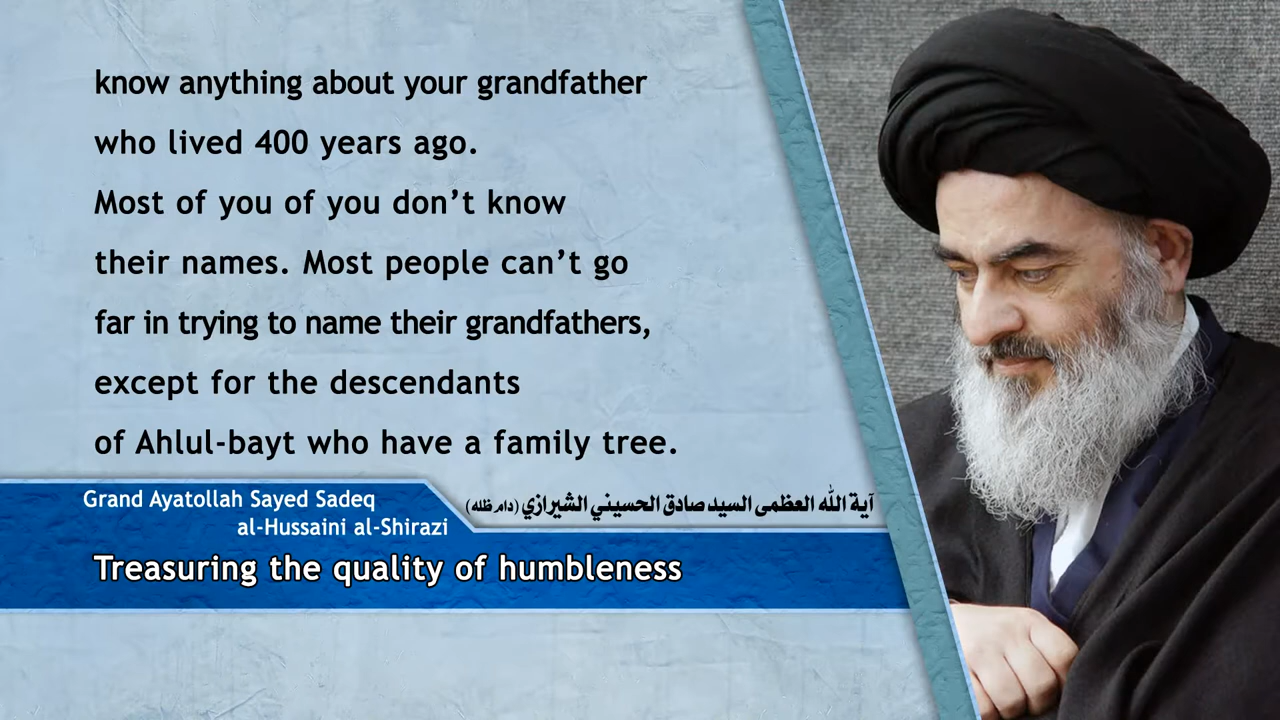 know anything about your grandfather
who lived 400 years ago.
Most of you of you don’t know
their names. Most people can’t go
far in trying to name their grandfathers,
except for the descendants
of Ahlul-bayt who have a family tree.
Grand Ayatollah Sayed Sadeq
al-Hussaini al-Shirazi
آية الله العظمى السيد صادق الحسيني الشيرازي (دام ظله)
Treasuring the quality of humbleness